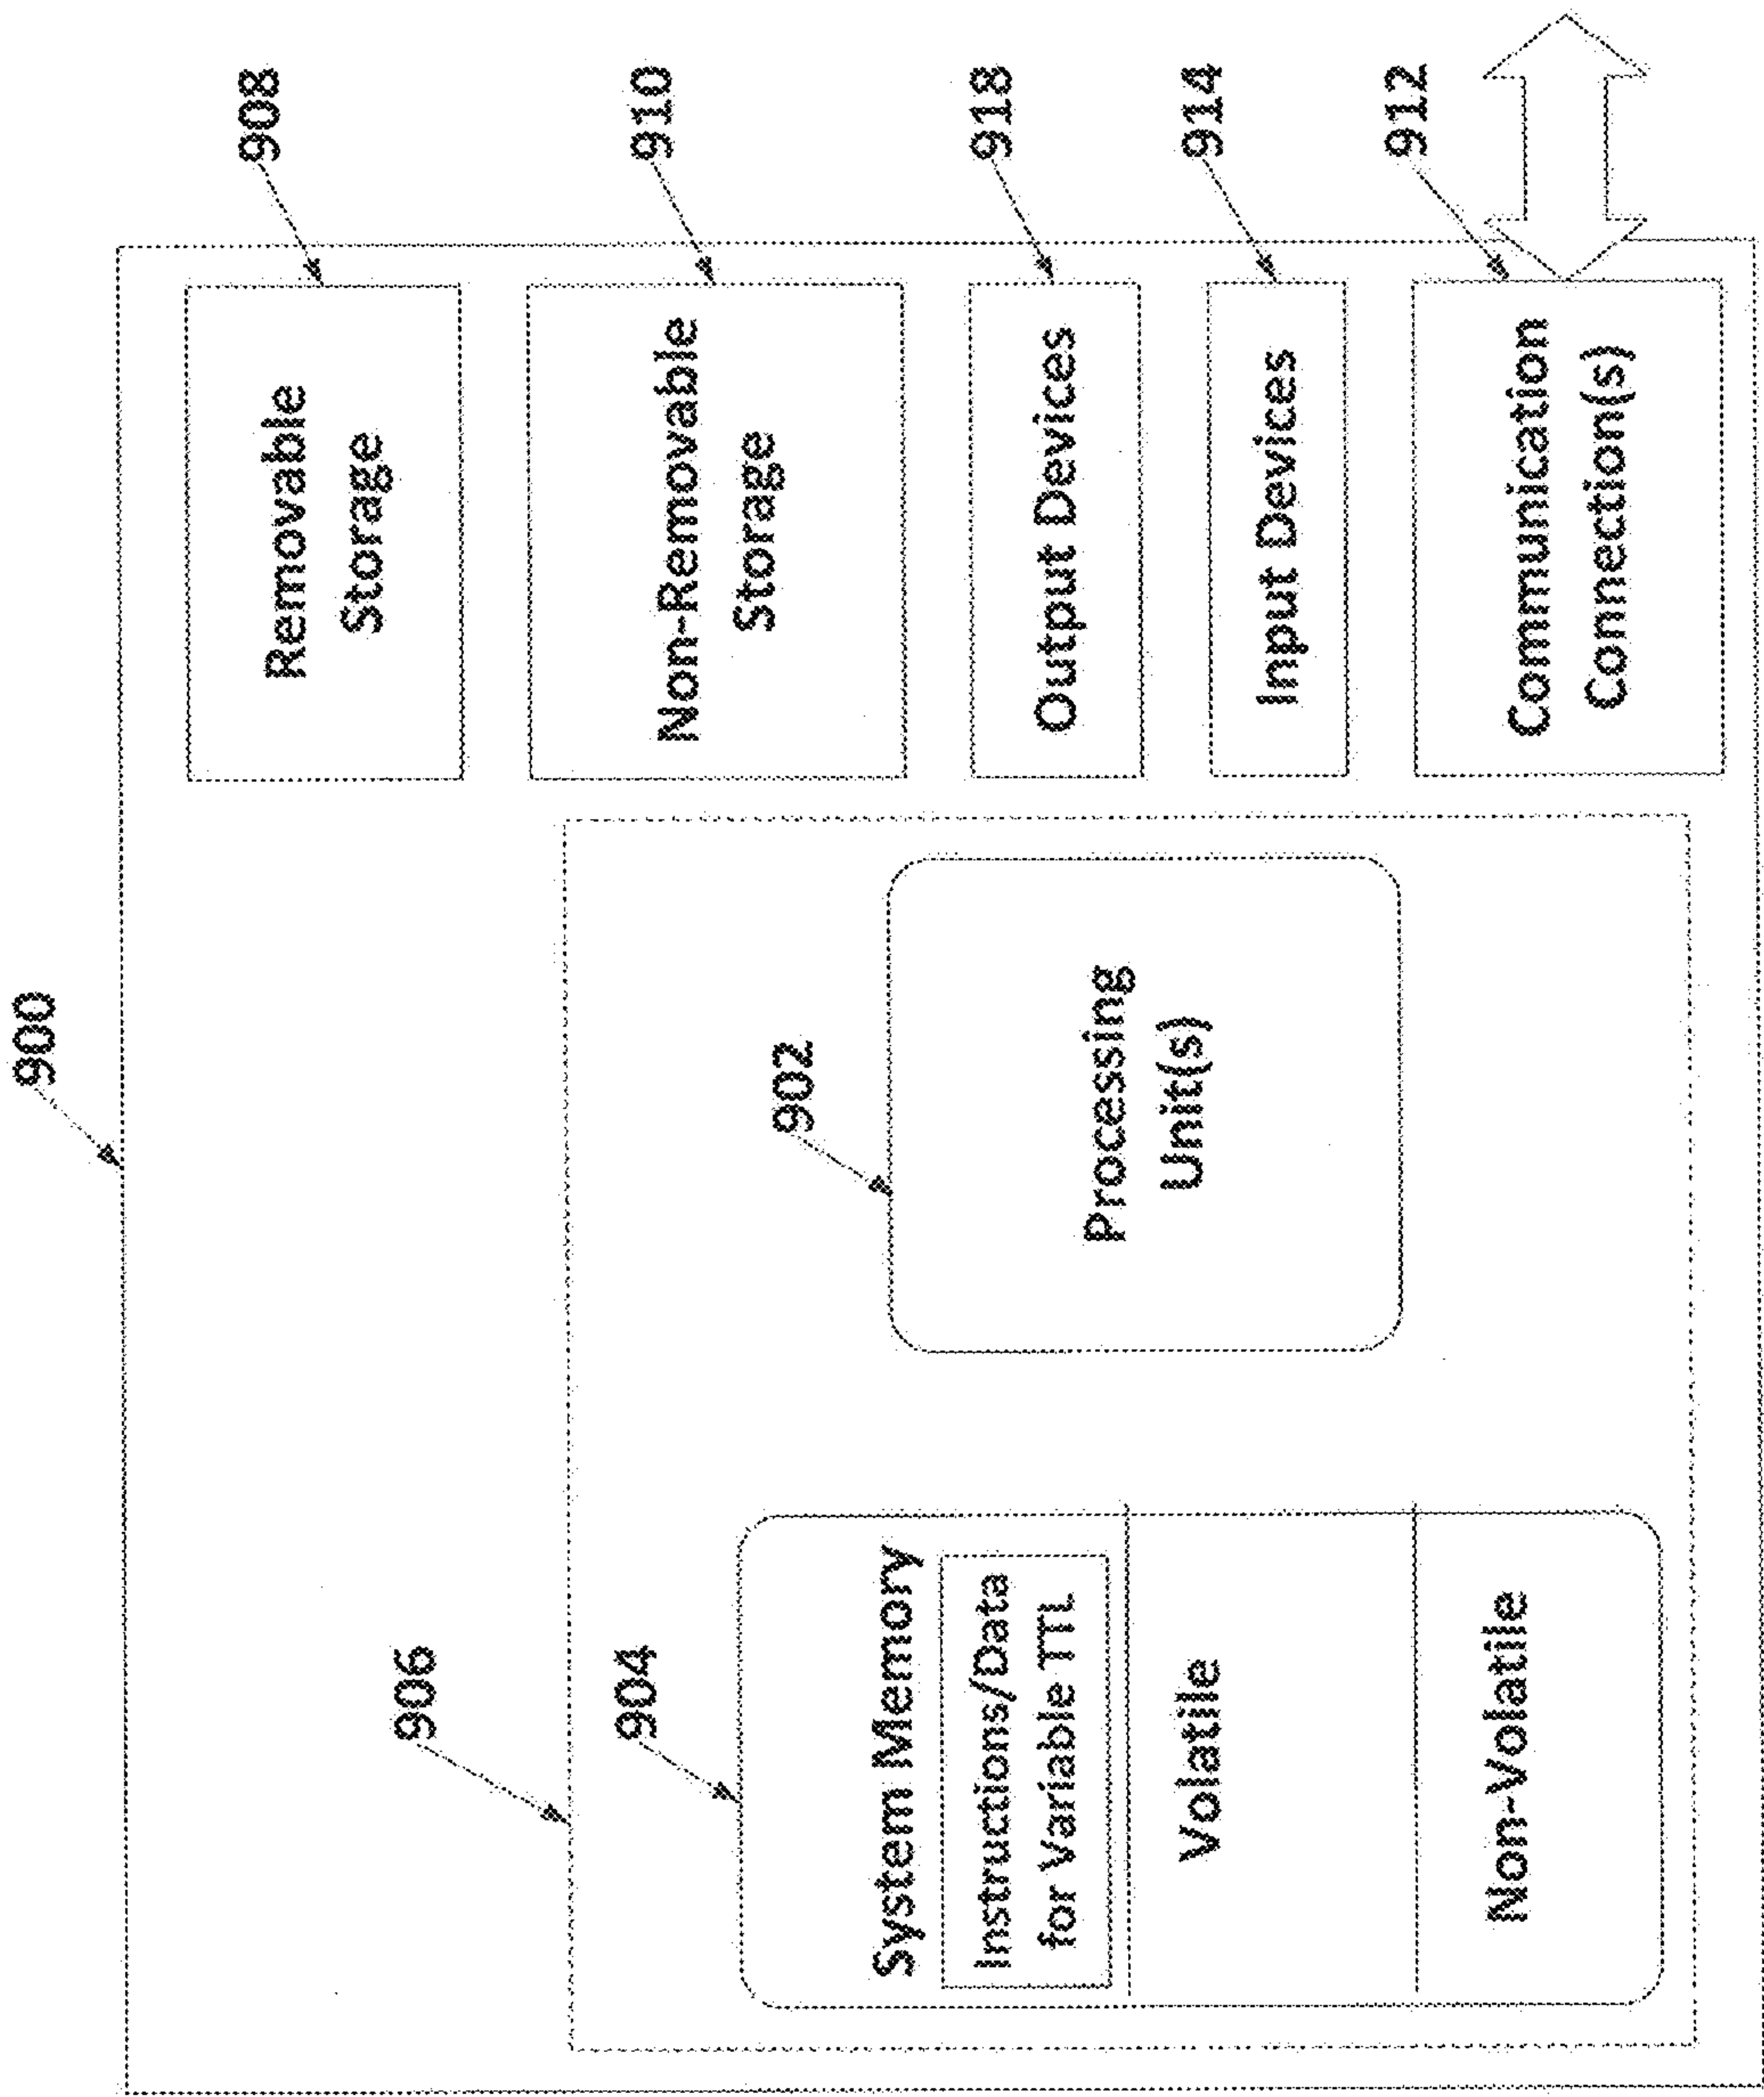 900
906
904
System Memory
Instructions/Data
for Variable TTL
Volatile
Non-Volatile
902
Processing
Unit(s)
908
Removable
Storage
910
Non-Removable
Storage
918
Output Devices
914
Input Devices
912
Communication
Connection(s)